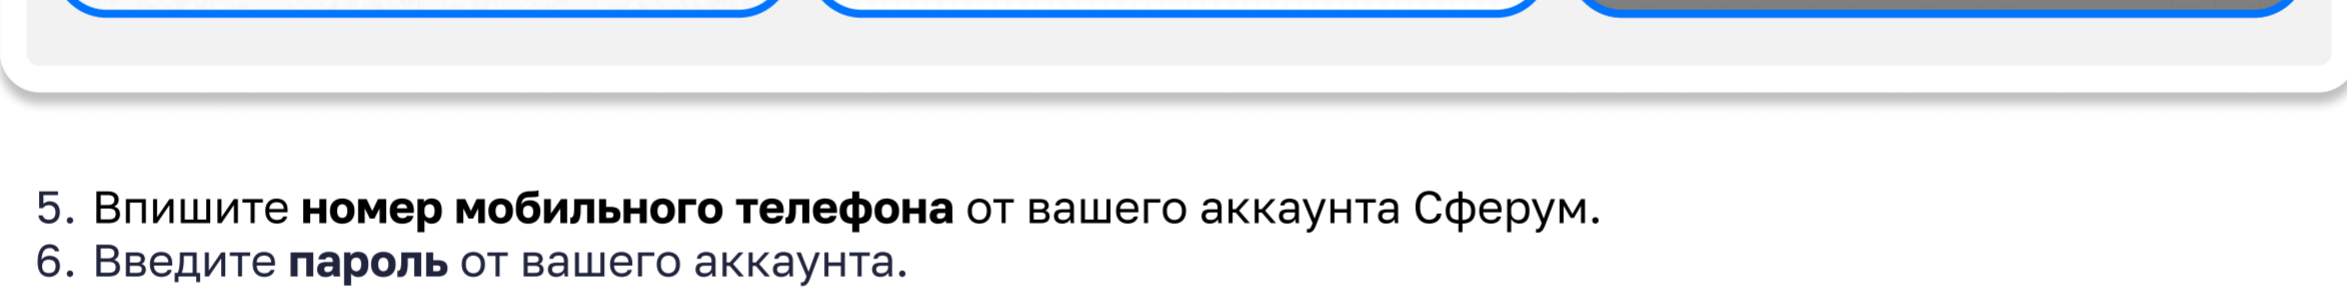 5. Впишите номер мобильного телефона от вашего аккаунта Сферум.
6. Введите пароль от вашего аккаунта.